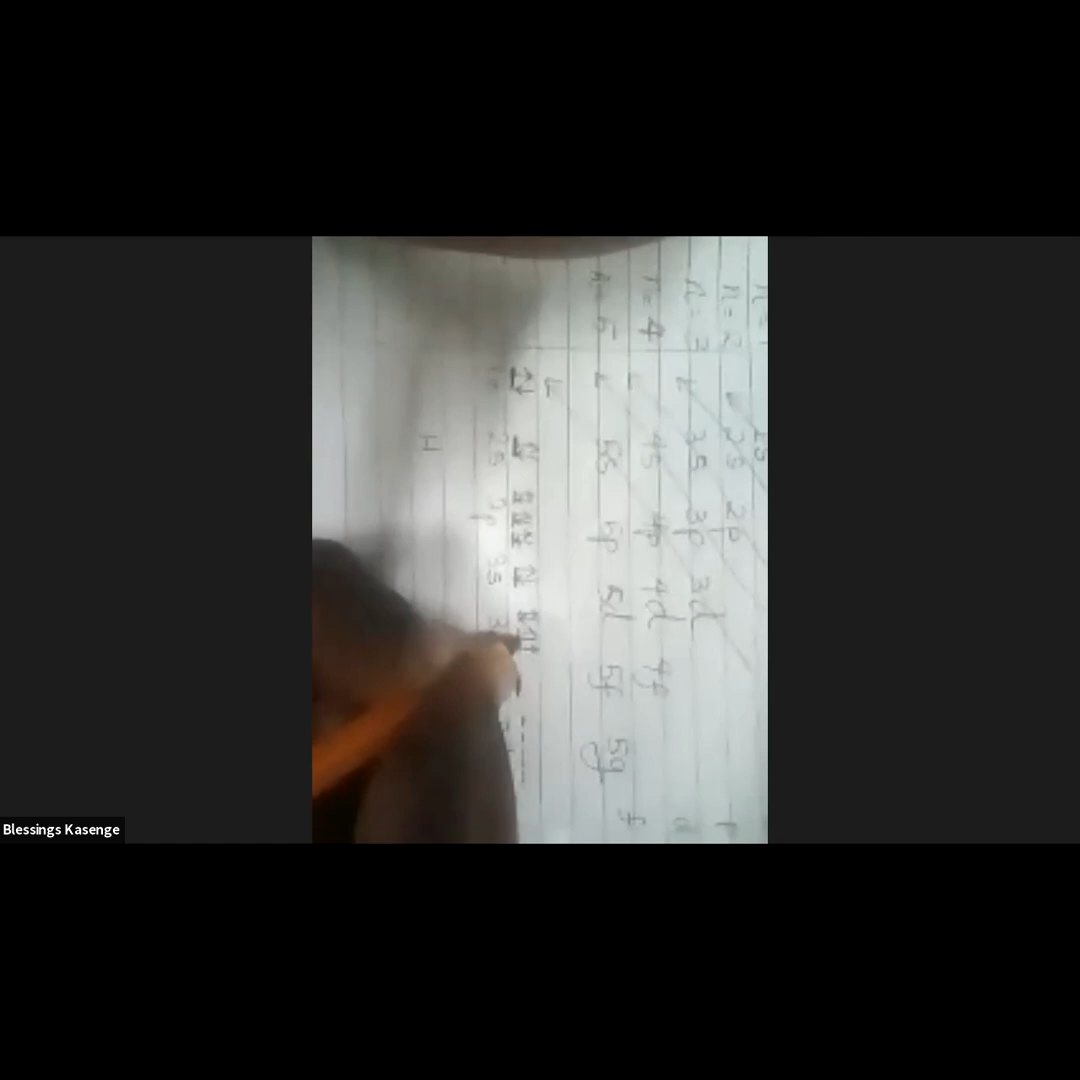 n=1 1s
n=2 2s 2p
n=3 3s 3p 3d
n=4 4s 4p 4d 4f
n=5 5s 5p 5d 5f 5g
p
d
f
2s 2p 3s
H
Blessings Kasenge